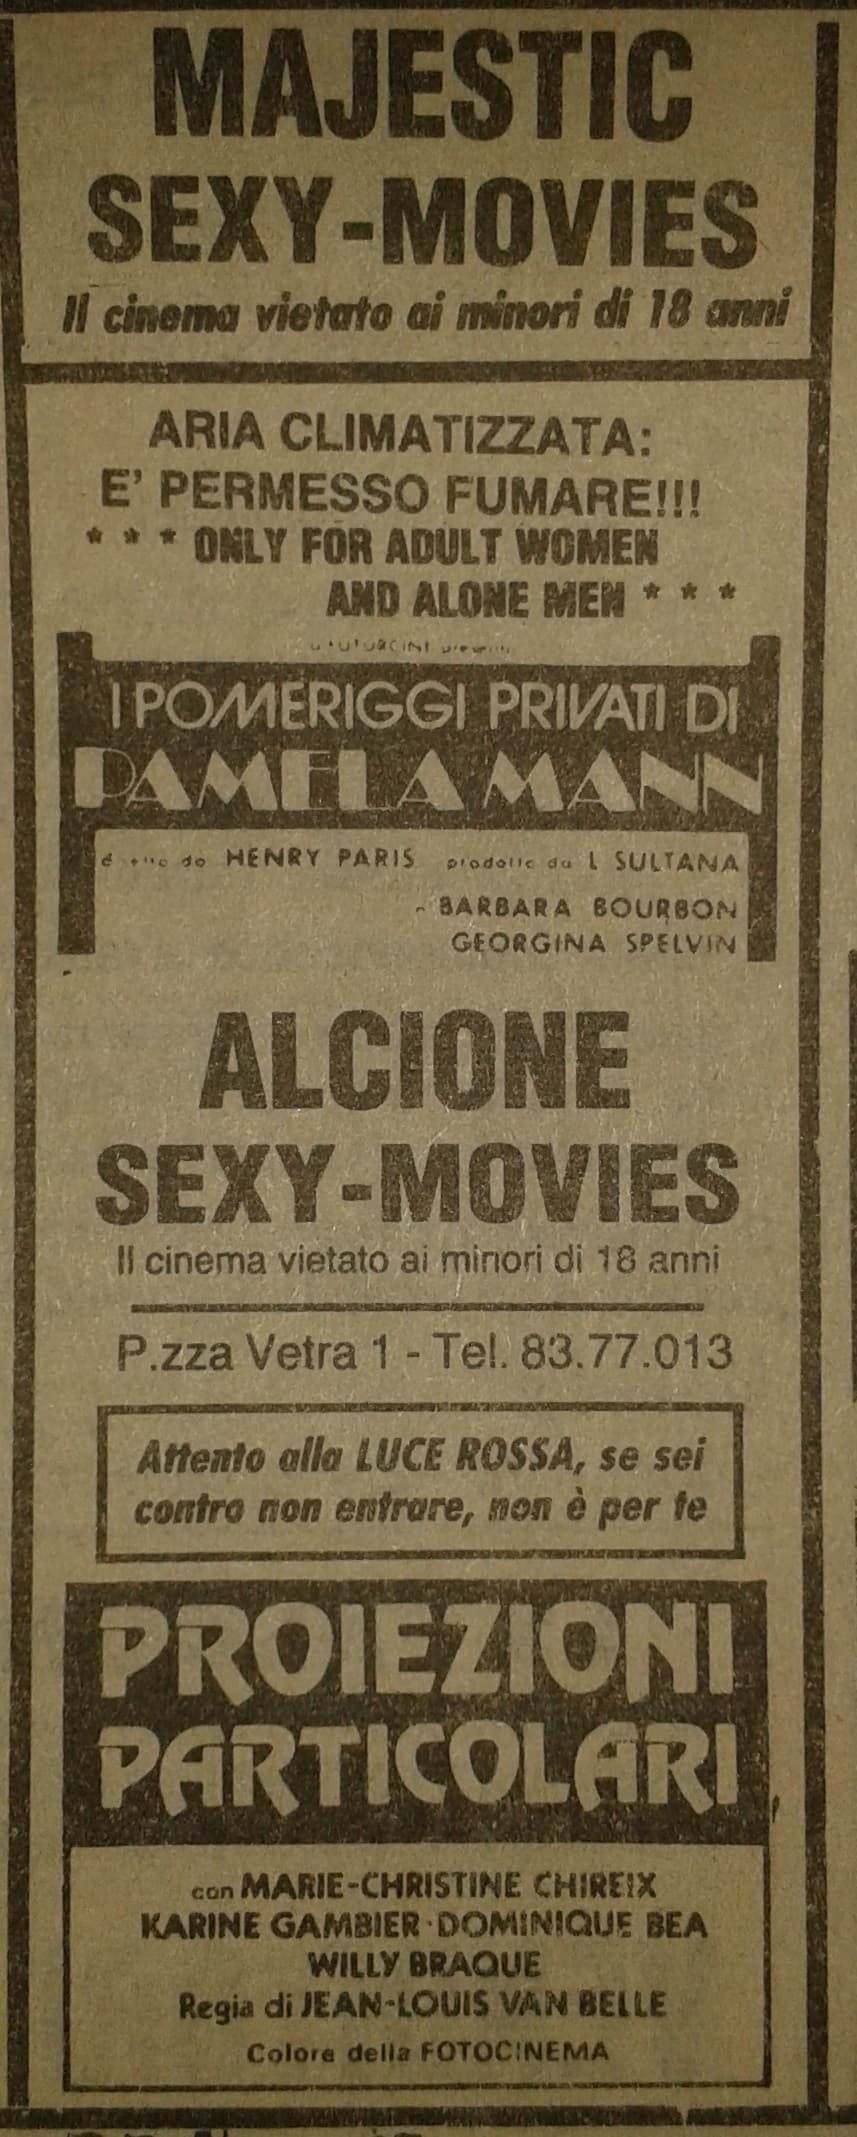 MAJESTIC
SEXY-MOVIES
Il cinema vietato ai minori di 18 anni
ARIA CLIMATIZZATA:
E' PERMESSO FUMARE!!!
* * * ONLY FOR ADULT WOMEN
AND ALONE MEN * * *
I POMERIGGI PRIVATI DI
PAMELA MANN
da HENRY PARIS prodotto da L SULTANA
BARBARA BOURBON
GEORGINA SPELVIN
ALCIONE
SEXY-MOVIES
Il cinema vietato ai minori di 18 anni
P.zza Vetra 1 - Tel. 83.77.013
Attento alla LUCE ROSSA, se sei
contro non entrare, non è per te
PROIEZIONI
PARTICOLARI
con MARIE-CHRISTINE CHIREIX
KARINE GAMBIER · DOMINIQUE BEA
WILLY BRAQUE
Regia di JEAN-LOUIS VAN BELLE
Colore della FOTOCINEMA